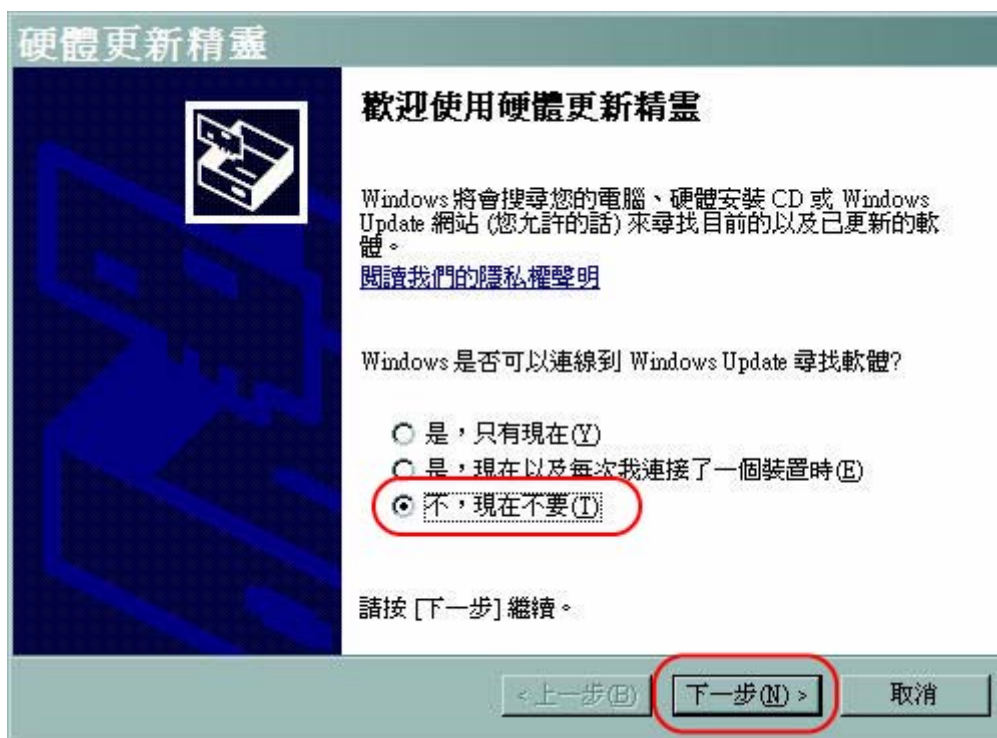 硬體更新精靈
歡迎使用硬體更新精靈
Windows 將會搜尋您的電腦、硬體安裝 CD 或 Windows
Update 網站 (您允許的話) 來尋找目前的以及已更新的軟
體。
閱讀我們的隱私權聲明
Windows 是否可以連線到 Windows Update 尋找軟體?
是，只有現在(Y)
是，現在以及每次我連接了一個裝置時(E)
不，現在不要(T)
請按 [下一步] 繼續。
<上一步(B) 下一步(N) > 取消